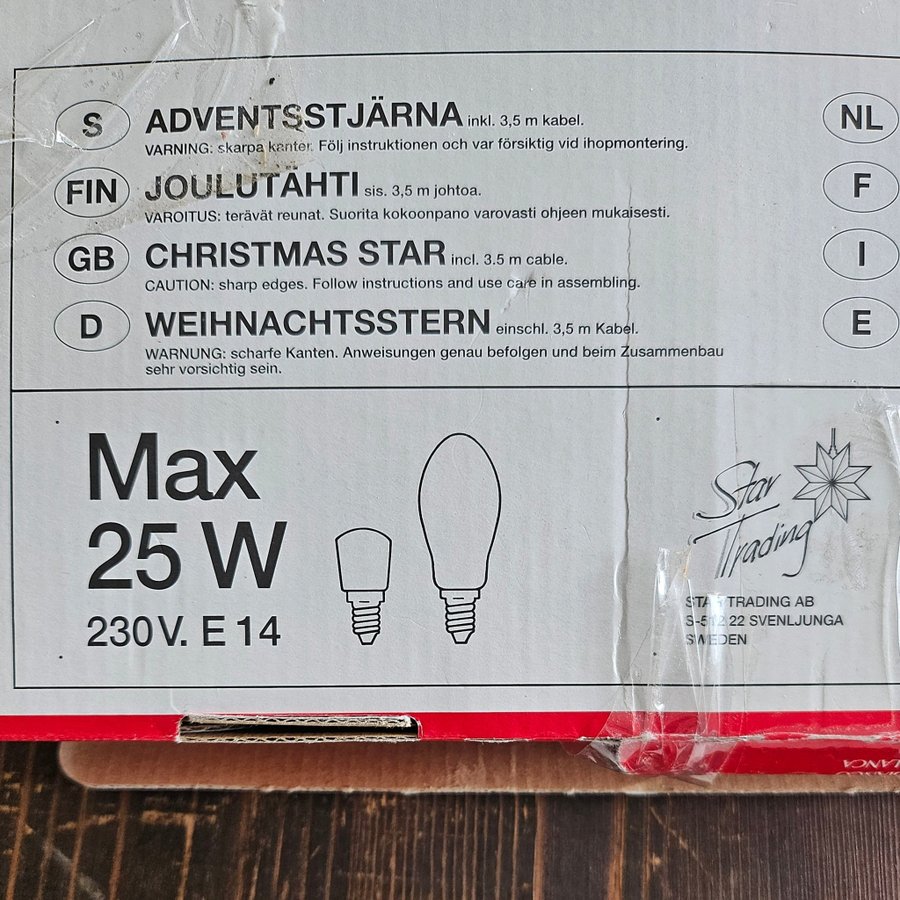 S ADVENTSSTJÄRNA inkl. 3,5 m kabel. NL
VARNING: skarpa kanter. Följ instruktionen och var försiktig vid ihopmontering.
FIN JOULUTÄHTI sis. 3,5 m johtoa. F
VAROITUS: terävät reunat. Suorita kokoonpano varovasti ohjeen mukaisesti.
GB CHRISTMAS STAR incl. 3.5 m cable. I
CAUTION: sharp edges. Follow instructions and use care in assembling.
D WEIHNACHTSSTERN einschl. 3,5 m Kabel. E
WARNUNG: scharfe Kanten. Anweisungen genau befolgen und beim Zusammenbau
sehr vorsichtig sein.
Max
25 W
230V. E14
Star
Trading
STAR TRADING AB
S-512 22 SVENLJUNGA
SWEDEN